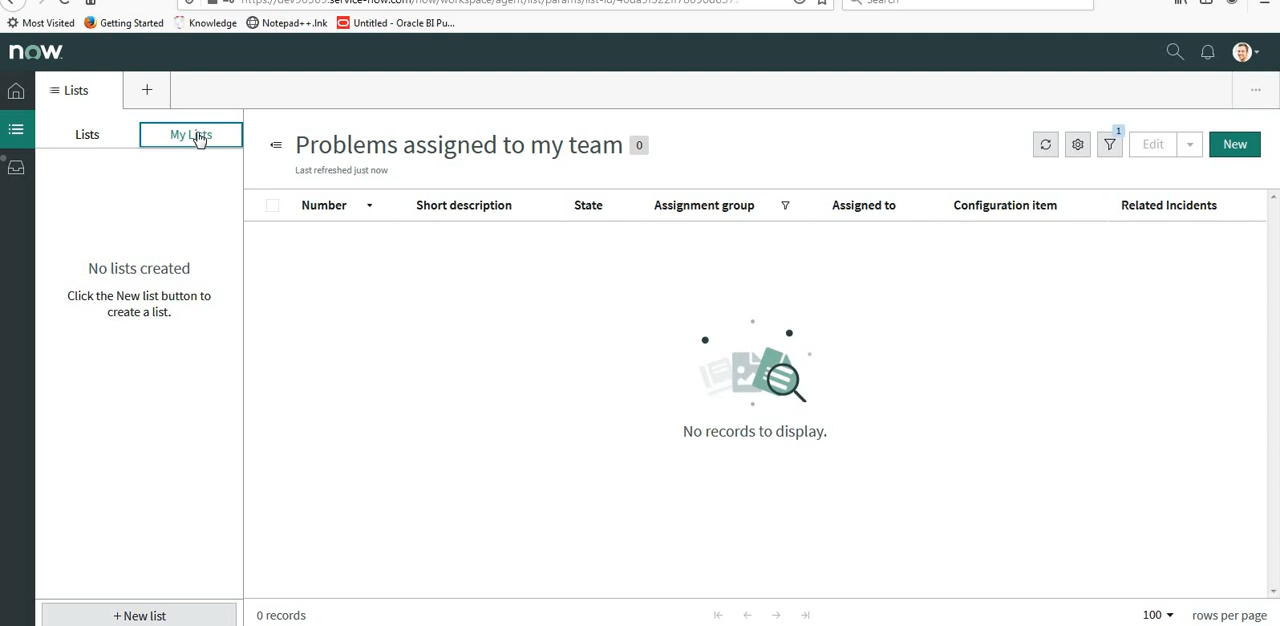 Most Visited Getting Started Knowledge Notepad++.lnk Untitled - Oracle BI Pu...
now.
Lists
Lists My Lists
Problems assigned to my team 0
Last refreshed just now
1
Edit New
Number Short description State Assignment group Assigned to Configuration item Related Incidents
No lists created
Click the New list button to
create a list.
No records to display.
+ New list
0 records
100 rows per page